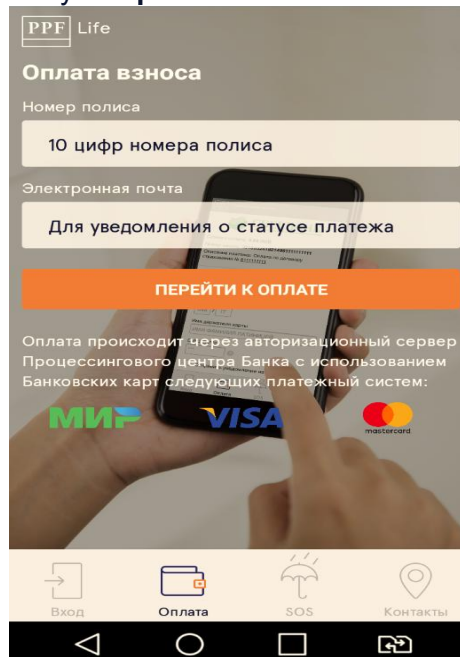 PPF Life
Оплата взноса
Номер полиса
10 цифр номера полиса
Электронная почта
Для уведомления о статусе платежа
ПЕРЕЙТИ К ОПЛАТЕ
Оплата происходит через авторизационный сервер
Процессингового центра Банка с использованием
Банковских карт следующих платежный систем:
МИР VISA mastercard
Вход Оплата SOS Контакты